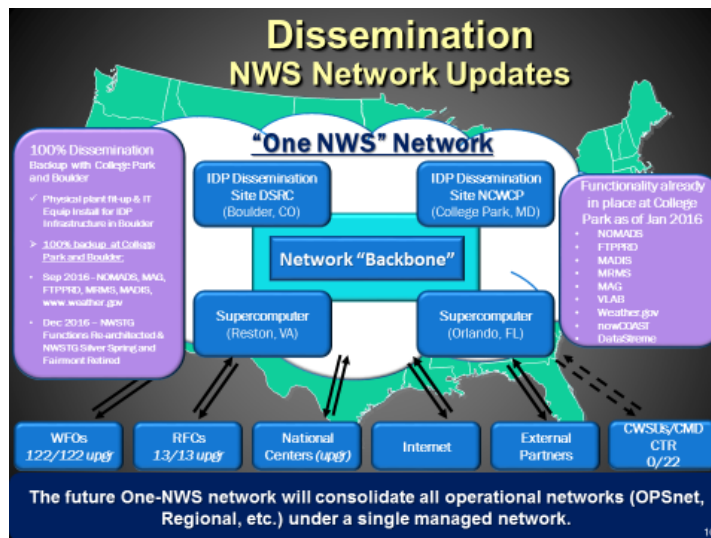 Dissemination
NWS Network Updates
"One NWS" Network
100% Dissemination
Backup with College Park
and Boulder
✓ Physical plant fit-up & IT
Equip Install for IDP
Infrastructure in Boulder
➢ 100% backup at College
Park and Boulder:
• Sep 2016 - NOMADS, MAG,
FTPPRD, MRMS, MADIS,
www.weather.gov
• Dec 2016 – NWSTG
Functions Re-architected &
NWSTG Silver Spring and
Fairmont Retired
IDP Dissemination
Site DSRC
(Boulder, CO)
IDP Dissemination
Site NCWCP
(College Park, MD)
Network "Backbone"
Supercomputer
(Reston, VA)
Supercomputer
(Orlando, FL)
Functionality already
in place at College
Park as of Jan 2016
• NOMADS
• FTPPRD
• MADIS
• MRMS
• MAG
• VLAB
• Weather.gov
• nowCOAST
• DataStreme
WFOs
122/122 upgr
RFCs
13/13 upgr
National
Centers (upgr)
Internet
External
Partners
CWSUs/CMD
CTR
0/22
The future One-NWS network will consolidate all operational networks (OPSnet,
Regional, etc.) under a single managed network.